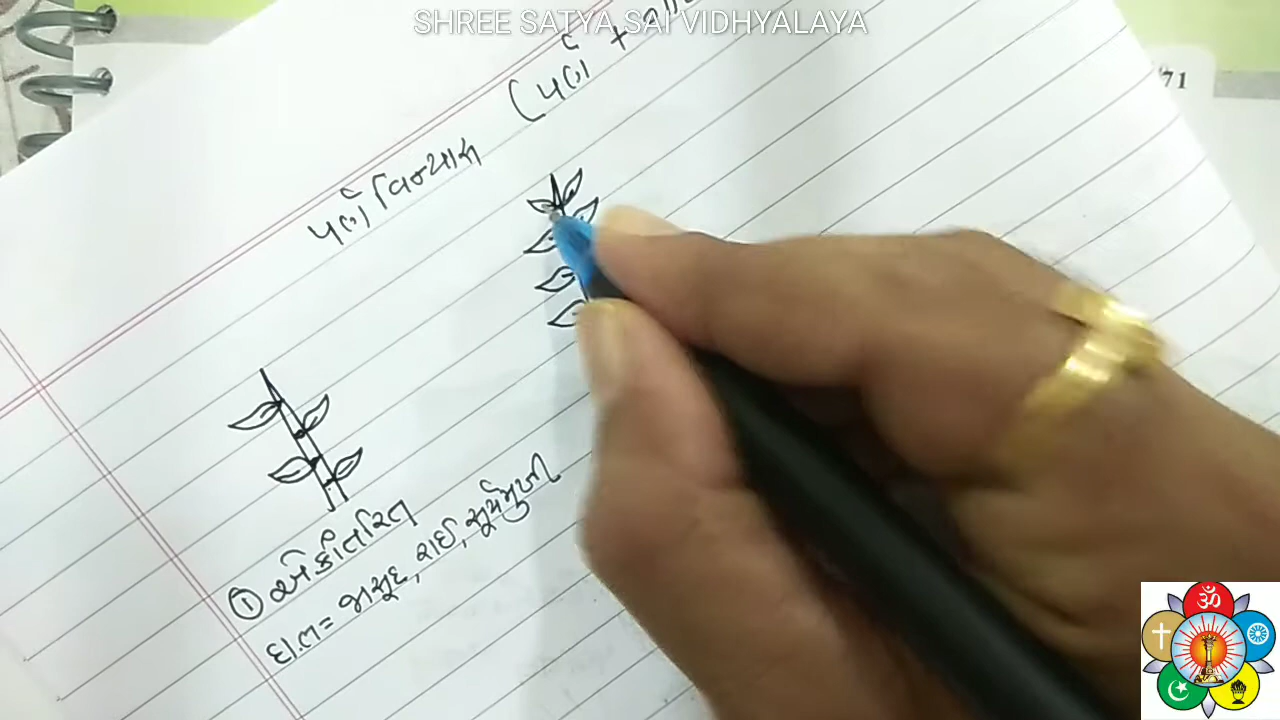 SHREE SATYA SAI VIDHYALAYA
71
પર્ણ વિન્યાસ (પર્ણ +
① એકાંતરિત
દા.ત = જાસુદ, રાઈ, સૂર્યમુખી